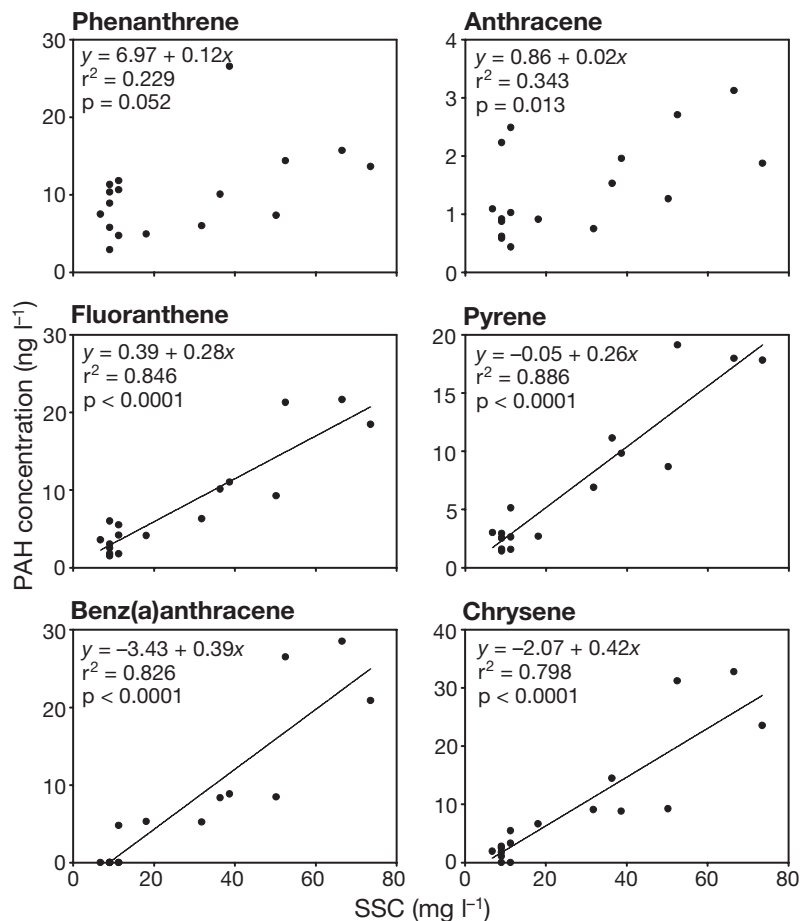 Phenanthrene
30
20
10
0
y = 6.97 + 0.12x
r² = 0.229
p = 0.052
Anthracene
4
3
2
1
0
y = 0.86 + 0.02x
r² = 0.343
p = 0.013
PAH concentration (ng l⁻¹)
Fluoranthene
30
20
10
0
y = 0.39 + 0.28x
r² = 0.846
p < 0.0001
Pyrene
20
15
10
5
0
y = –0.05 + 0.26x
r² = 0.886
p < 0.0001
Benz(a)anthracene
30
20
10
0
y = –3.43 + 0.39x
r² = 0.826
p < 0.0001
0 20 40 60 80
Chrysene
40
30
20
10
0
y = –2.07 + 0.42x
r² = 0.798
p < 0.0001
0 20 40 60 80
SSC (mg l⁻¹)